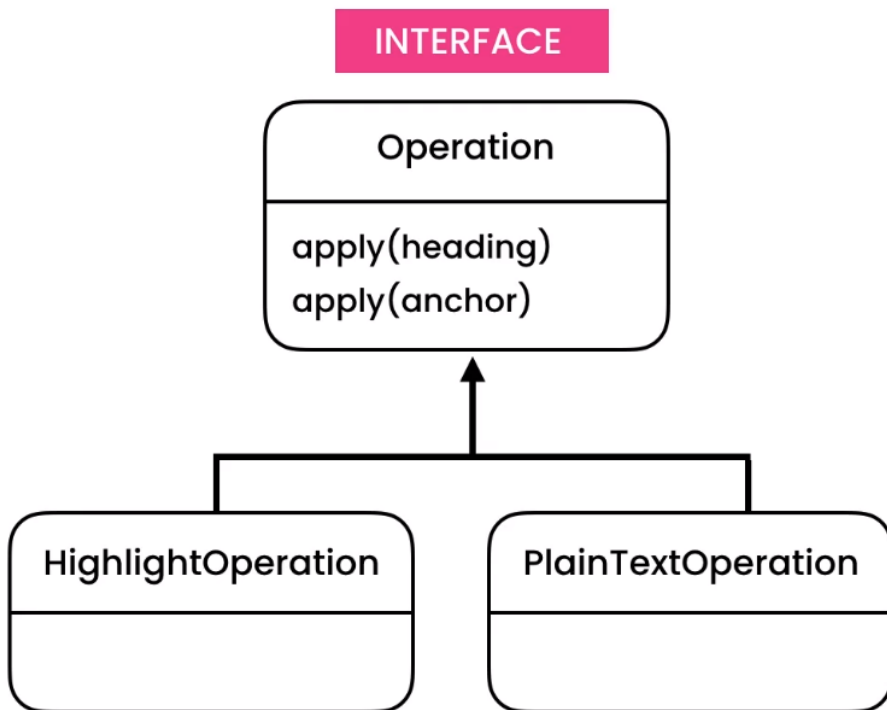 INTERFACE
Operation
apply(heading)
apply(anchor)
HighlightOperation
PlainTextOperation